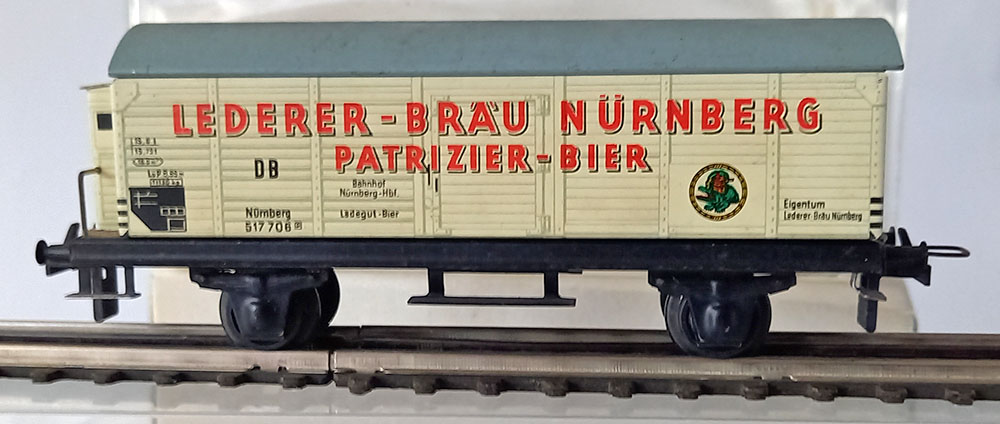 LEDERER-BRÄU NÜRNBERG
PATRIZIER-BIER
DB
Bahnhof
Nürnberg-Hbf.
Ladegut-Bier
Nürnberg
517 706
Eigentum
Lederer Bräu Nürnberg